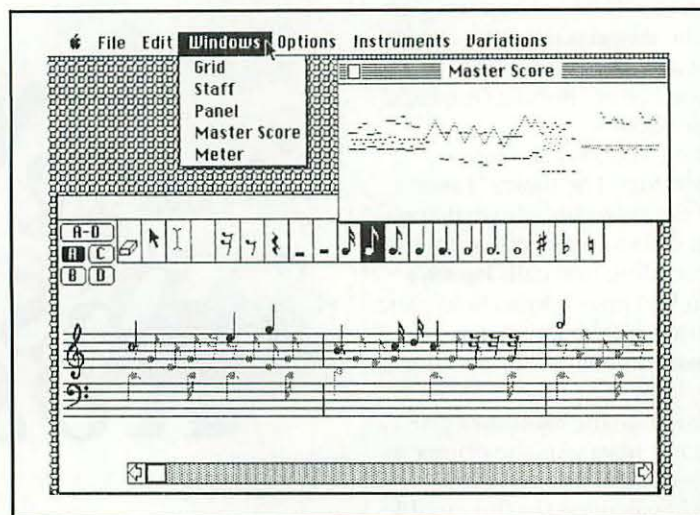 File Edit Windows Options Instruments Variations
Grid
Staff
Panel
Master Score
Meter
Master Score
A-D
A C
B D